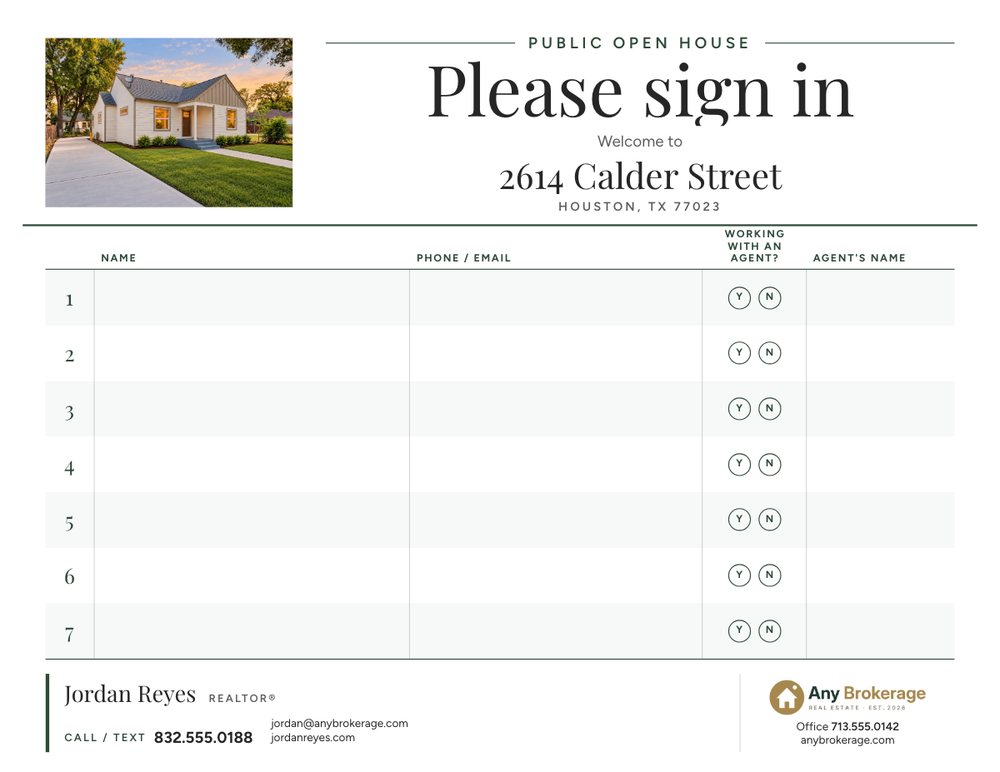 PUBLIC OPEN HOUSE
Please sign in
Welcome to
2614 Calder Street
HOUSTON, TX 77023
NAME
PHONE / EMAIL
WORKING
WITH AN
AGENT?
AGENT'S NAME
1 Y N
2 Y N
3 Y N
4 Y N
5 Y N
6 Y N
7 Y N
Jordan Reyes REALTOR®
CALL / TEXT 832.555.0188
jordan@anybrokerage.com
jordanreyes.com
Any Brokerage
REAL ESTATE · EST. 2026
Office 713.555.0142
anybrokerage.com